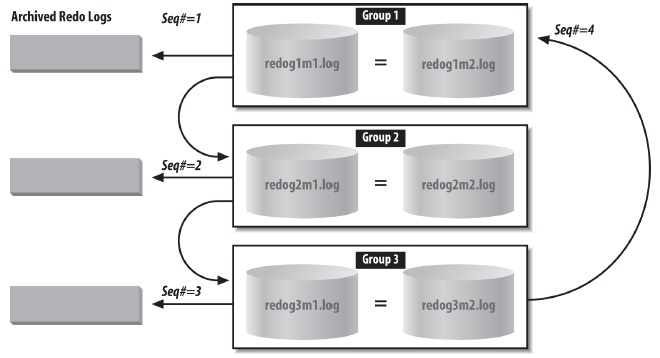 Archived Redo Logs
Seq#=1
Group 1
redog1m1.log = redog1m2.log
Seq#=4
Group 2
Seq#=2
redog2m1.log = redog2m2.log
Group 3
Seq#=3
redog3m1.log = redog3m2.log